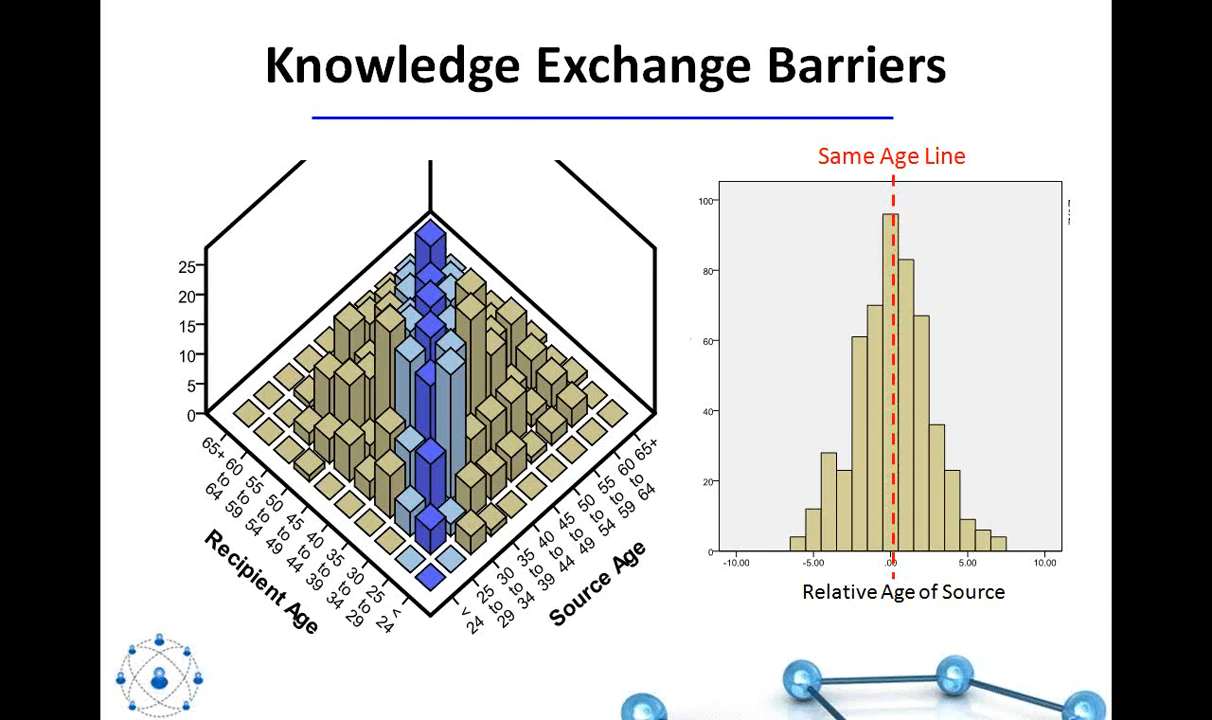 Knowledge Exchange Barriers
Same Age Line
25
20
15
10
5
0
65+
60 to 64
55 to 59
50 to 54
45 to 49
40 to 44
35 to 39
30 to 34
25 to 29
< 24
Recipient Age
< 24
25 to 29
30 to 34
35 to 39
40 to 44
45 to 49
50 to 54
55 to 59
60 to 64
65+
Source Age
100
80
60
40
20
0
-10.00 -5.00 .00 5.00 10.00
Relative Age of Source